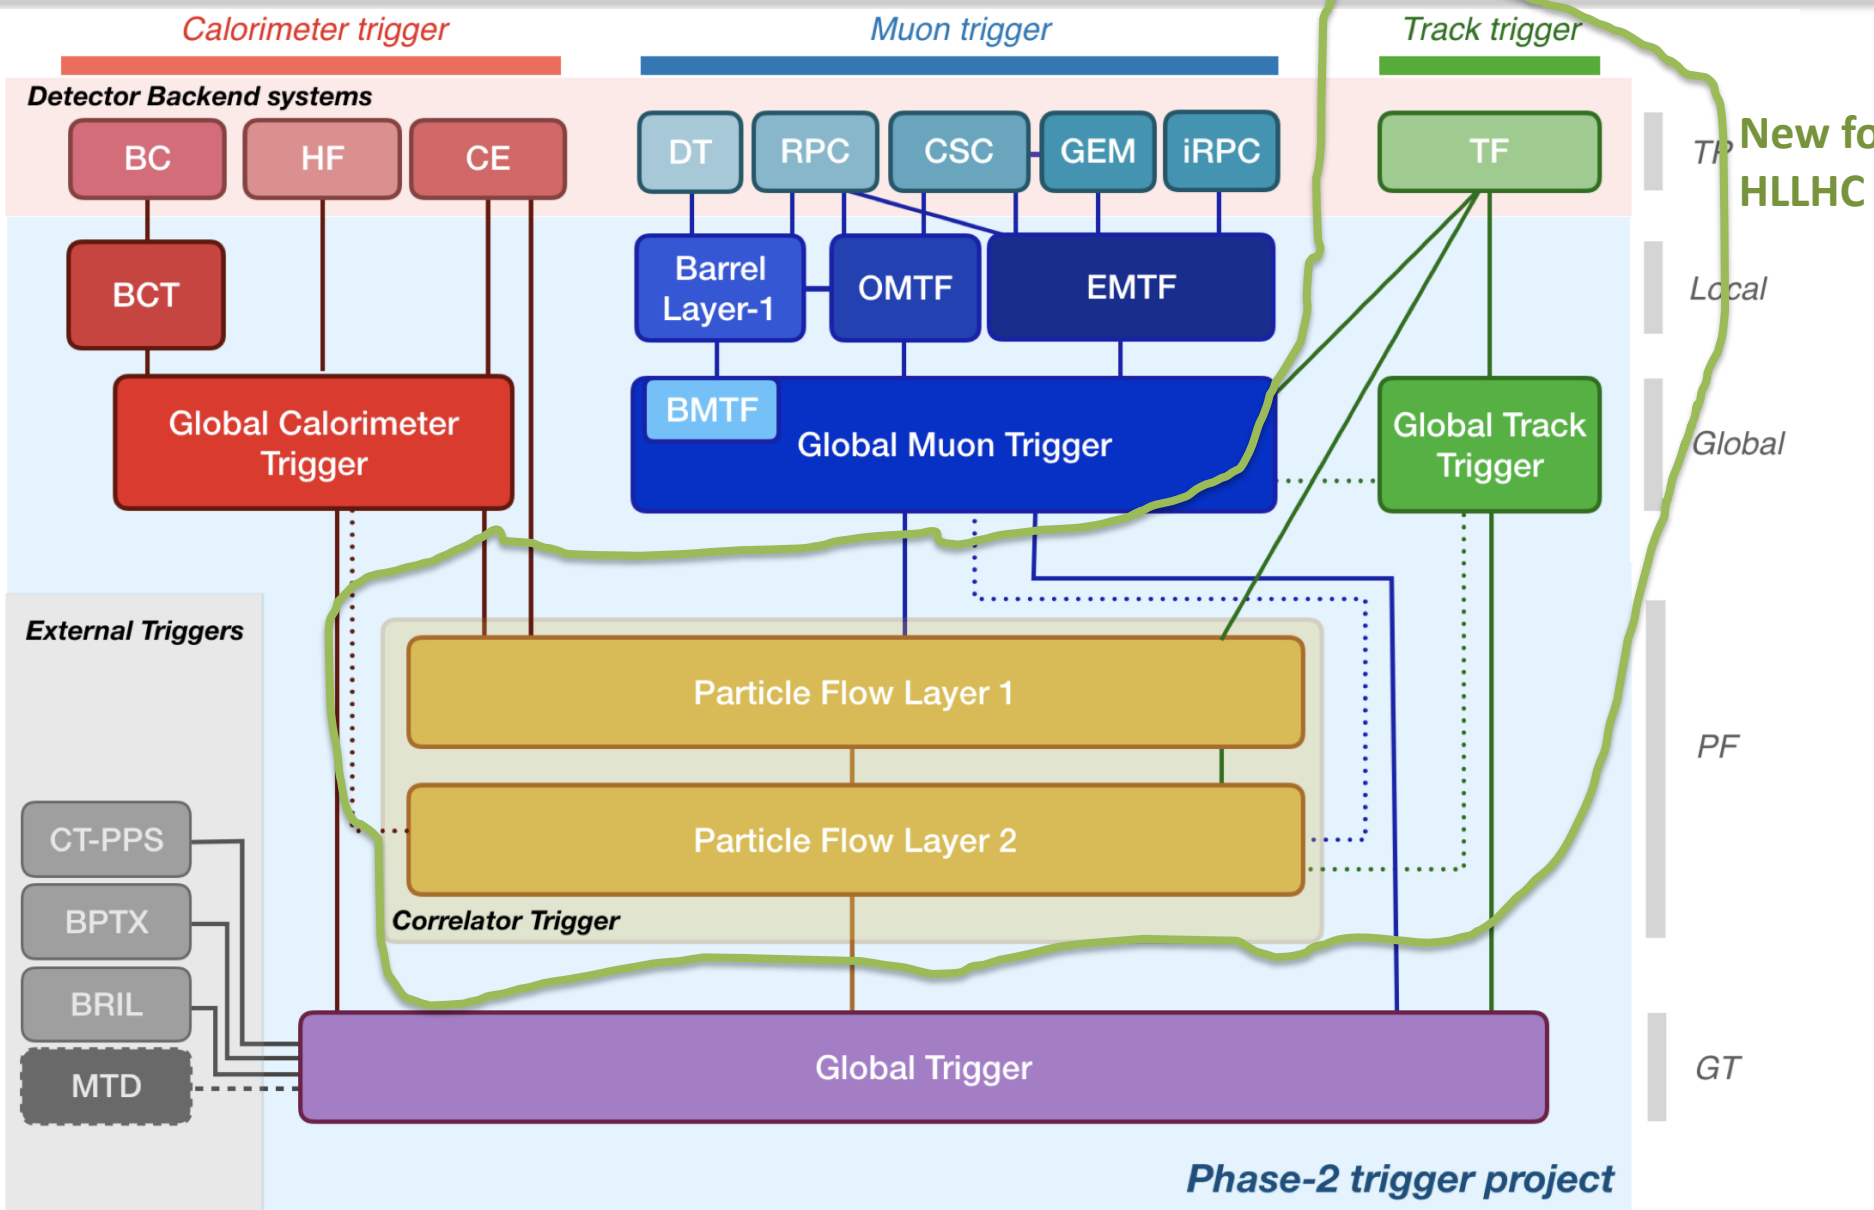 Calorimeter trigger
Muon trigger
Track trigger
Detector Backend systems
BC
HF
CE
DT
RPC
CSC
GEM
iRPC
TF
TP
New fo
HLLHC
BCT
Barrel
Layer-1
OMTF
EMTF
Local
Global Calorimeter
Trigger
BMTF
Global Muon Trigger
Global Track
Trigger
Global
External Triggers
Particle Flow Layer 1
PF
CT-PPS
Particle Flow Layer 2
BPTX
Correlator Trigger
BRIL
MTD
Global Trigger
GT
Phase-2 trigger project